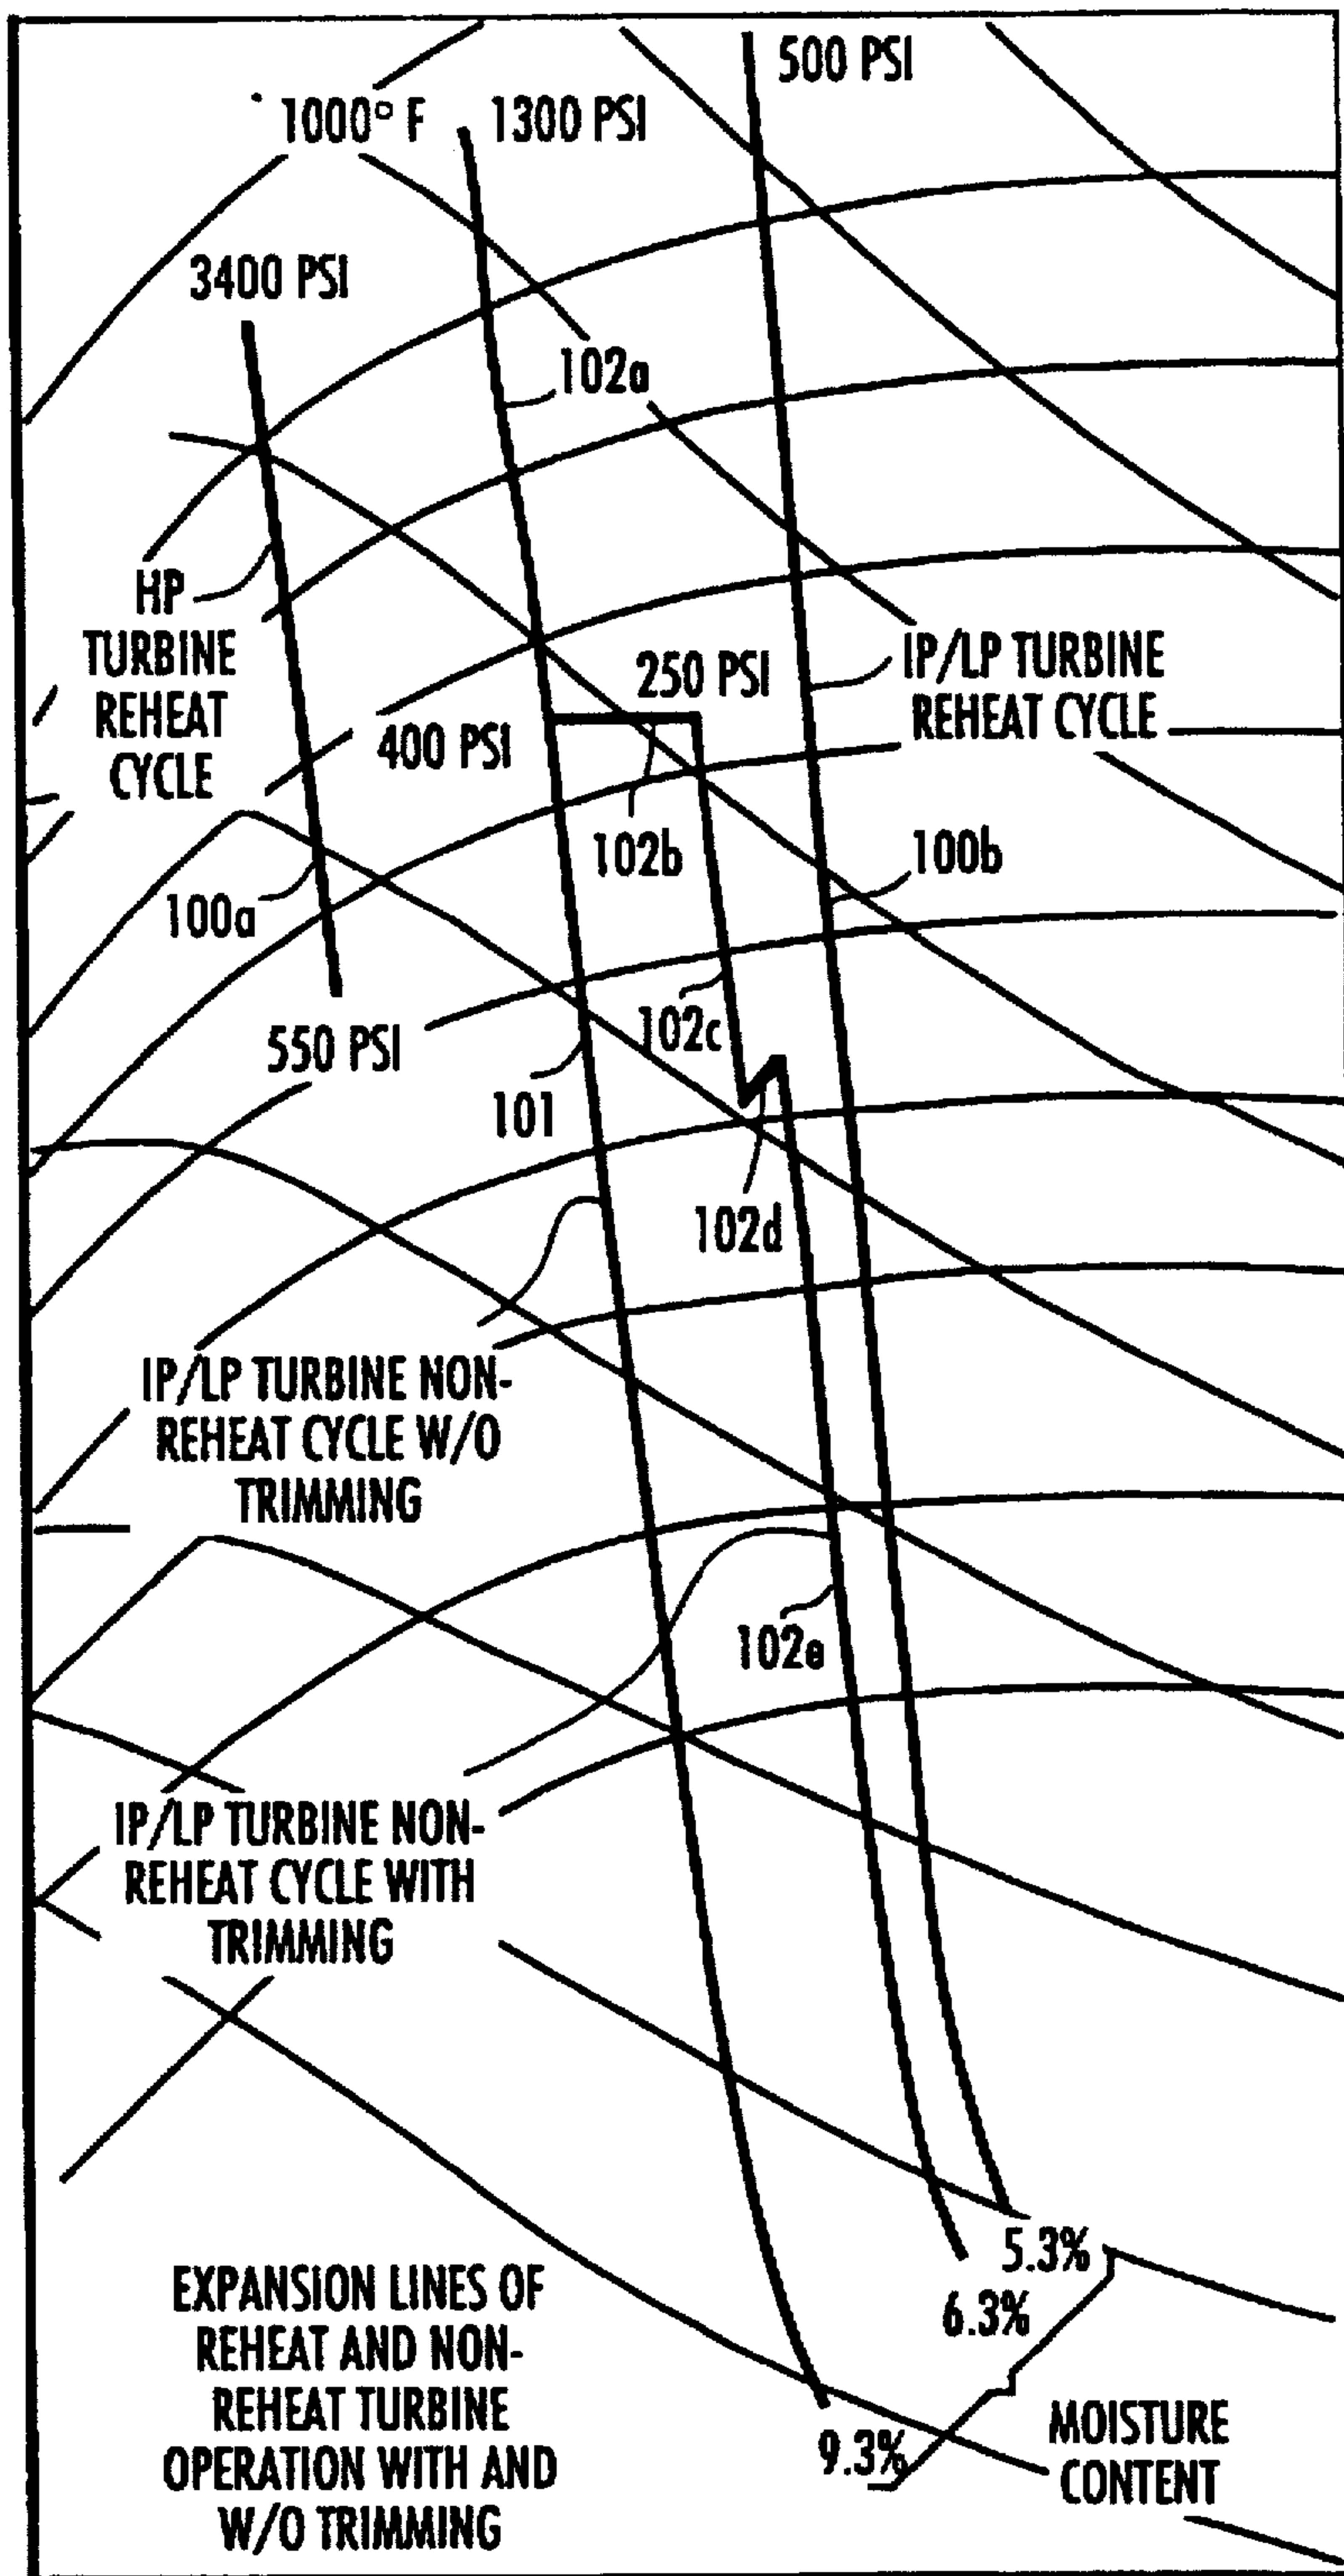 500 PSI
1000° F
1300 PSI
3400 PSI
102a
HP
TURBINE
REHEAT
CYCLE
250 PSI
IP/LP TURBINE
REHEAT CYCLE
400 PSI
102b
100b
100a
102c
550 PSI
101
102d
IP/LP TURBINE NON-
REHEAT CYCLE W/O
TRIMMING
102e
IP/LP TURBINE NON-
REHEAT CYCLE WITH
TRIMMING
5.3%
6.3%
9.3%
MOISTURE
CONTENT
EXPANSION LINES OF
REHEAT AND NON-
REHEAT TURBINE
OPERATION WITH AND
W/O TRIMMING